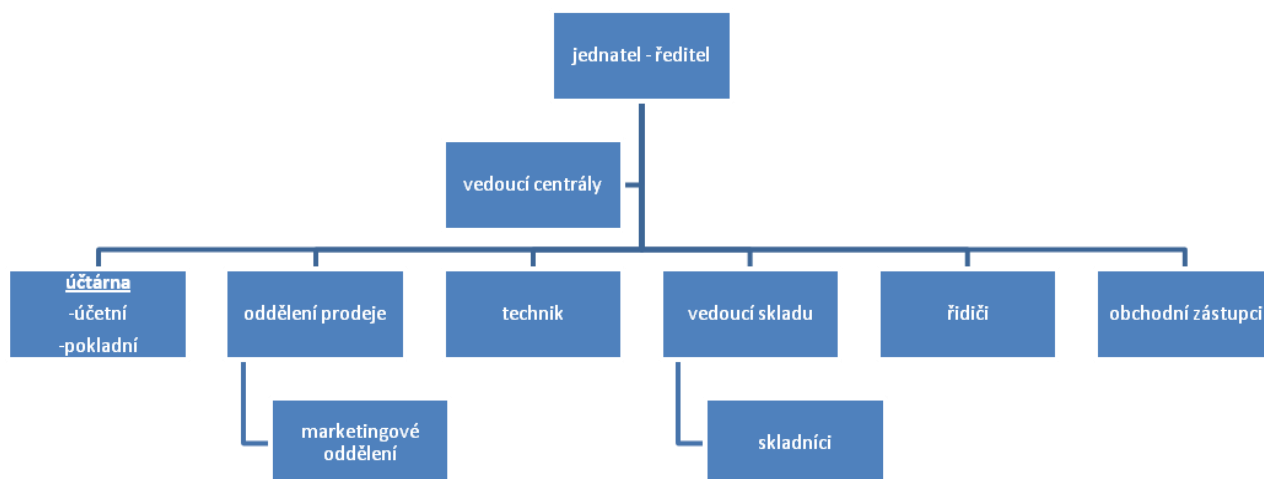 jednatel - ředitel
vedoucí centrály
účtárna
-účetní
-pokladní
oddělení prodeje
technik
vedoucí skladu
řidiči
obchodní zástupci
marketingové
oddělení
skladníci